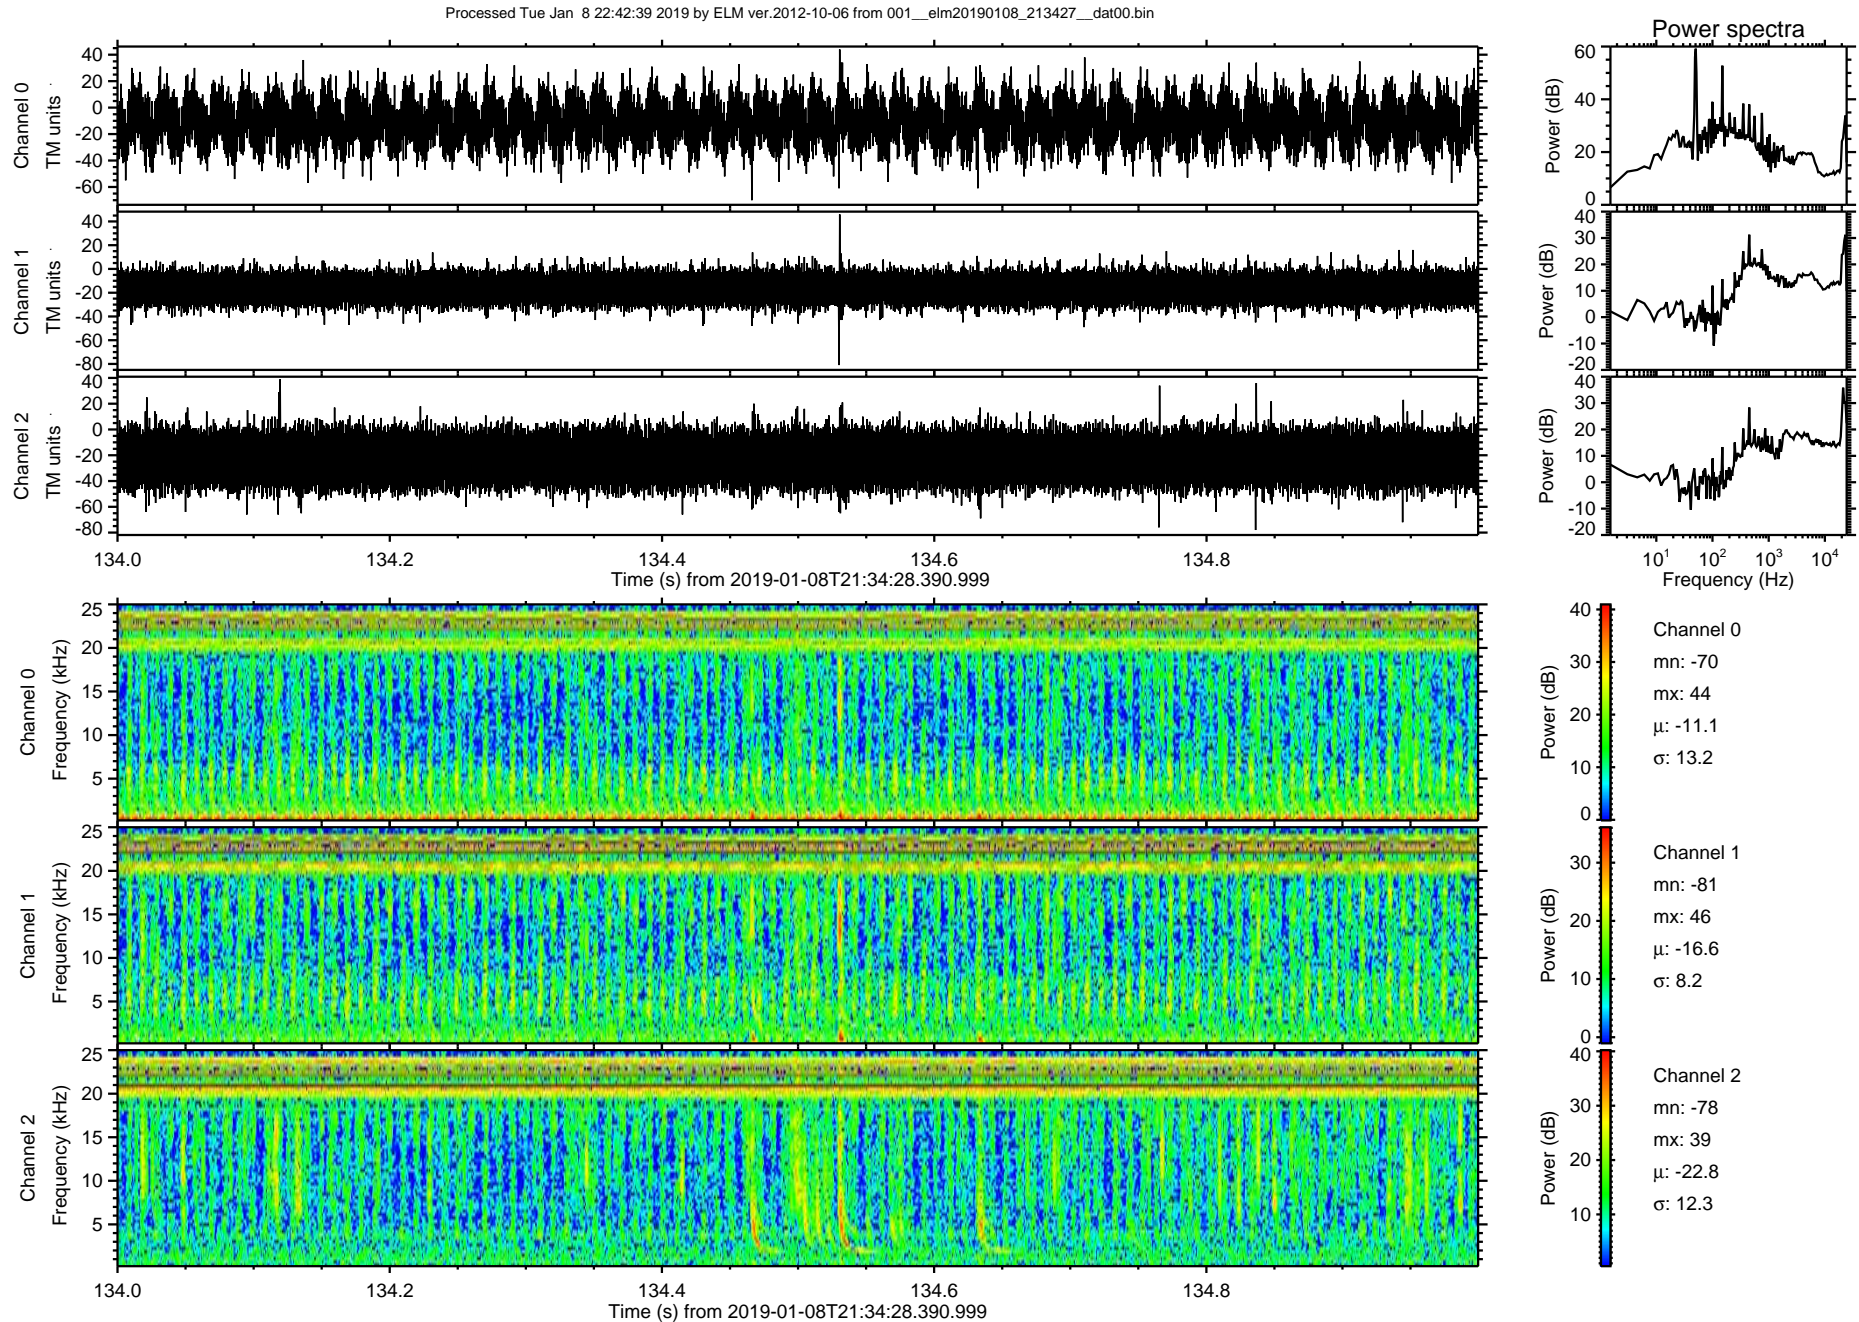 Processed Tue Jan  8 22:42:39 2019 by ELM ver.2012-10-06 from 001__elm20190108_213427__dat00.bin
Power spectra
Channel 0
TM units
40
20
0
-20
-40
-60
Power (dB)
60
40
20
0
Channel 1
TM units
40
20
0
-20
-40
-60
-80
Power (dB)
40
30
20
10
0
-10
-20
Channel 2
TM units
40
20
0
-20
-40
-60
-80
Power (dB)
40
30
20
10
0
-10
-20
134.0 134.2 134.4 134.6 134.8
Time (s) from 2019-01-08T21:34:28.390.999
10¹ 10² 10³ 10⁴
Frequency (Hz)
Channel 0
Frequency (kHz)
25
20
15
10
5
Power (dB)
40
30
20
10
0
Channel 0
mn: -70
mx: 44
µ: -11.1
σ: 13.2
Channel 1
Frequency (kHz)
25
20
15
10
5
Power (dB)
30
20
10
0
Channel 1
mn: -81
mx: 46
µ: -16.6
σ: 8.2
Channel 2
Frequency (kHz)
25
20
15
10
5
Power (dB)
40
30
20
10
Channel 2
mn: -78
mx: 39
µ: -22.8
σ: 12.3
134.0 134.2 134.4 134.6 134.8
Time (s) from 2019-01-08T21:34:28.390.999